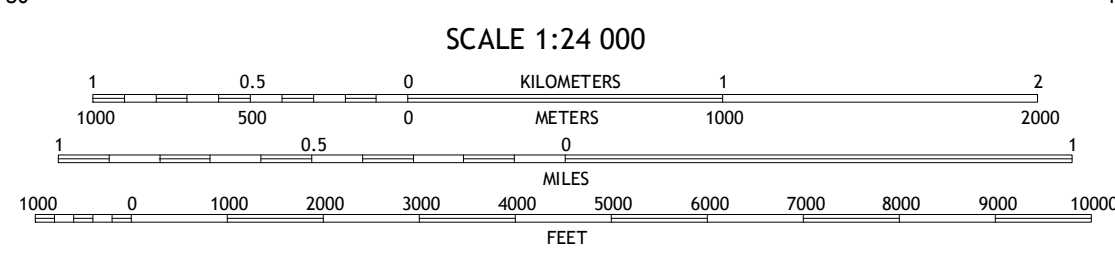 SCALE 1:24 000
1 0.5 0 KILOMETERS 1 2
1000 500 0 METERS 1000 2000
1 0.5 0 1
MILES
1000 0 1000 2000 3000 4000 5000 6000 7000 8000 9000 10000
FEET